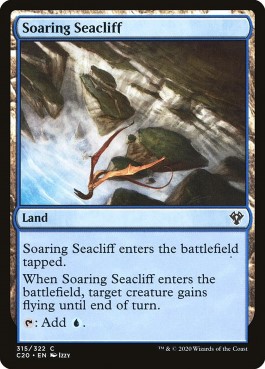 Soaring Seacliff
Land
Soaring Seacliff enters the battlefield
tapped.
When Soaring Seacliff enters the
battlefield, target creature gains
flying until end of turn.
: Add .
315/322 C
C20 • EN Izzy
™ & © 2020 Wizards of the Coast